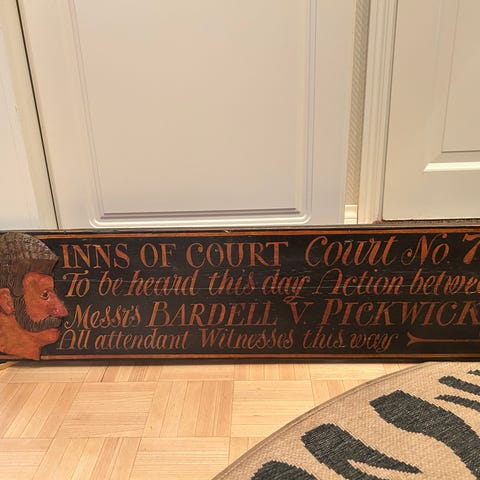 INNS OF COURT Court No. 7
To be heard this day Action betwee
Messrs BARDELL V. PICKWICK
All attendant Witnesses this way